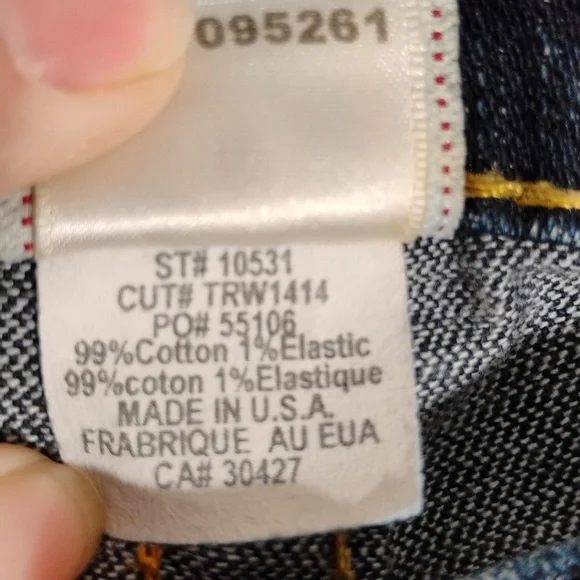 095261
ST# 10531
CUT# TRW1414
PO# 55106
99%Cotton 1%Elastic
99%coton 1%Elastique
MADE IN U.S.A.
FRABRIQUE AU EUA
CA# 30427